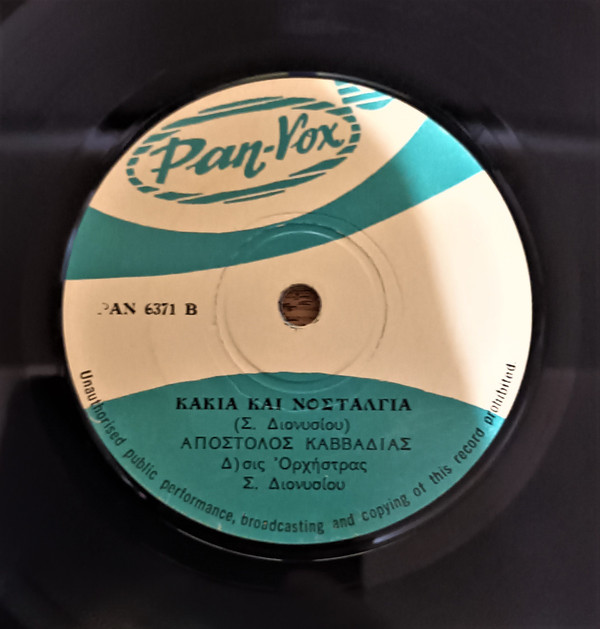 Pan-Vox
PAN 6371 B
ΚΑΚΙΑ ΚΑΙ ΝΟΣΤΑΛΓΙΑ
(Σ. Διονυσίου)
ΑΠΟΣΤΟΛΟΣ ΚΑΒΒΑΔΙΑΣ
Δ)σις Ὀρχήστρας
Σ. Διονυσίου
Unauthorised public performance, broadcasting and copying of this record prohibited